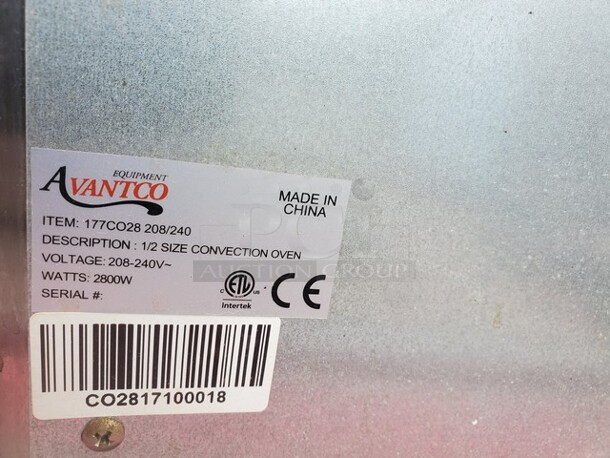 AVANTCO
EQUIPMENT
MADE IN
CHINA
ITEM: 177CO28 208/240
DESCRIPTION : 1/2 SIZE CONVECTION OVEN
VOLTAGE: 208-240V~
WATTS: 2800W
SERIAL #:
C ETL US
Intertek
CE
AUCTION GROUP
CO2817100018